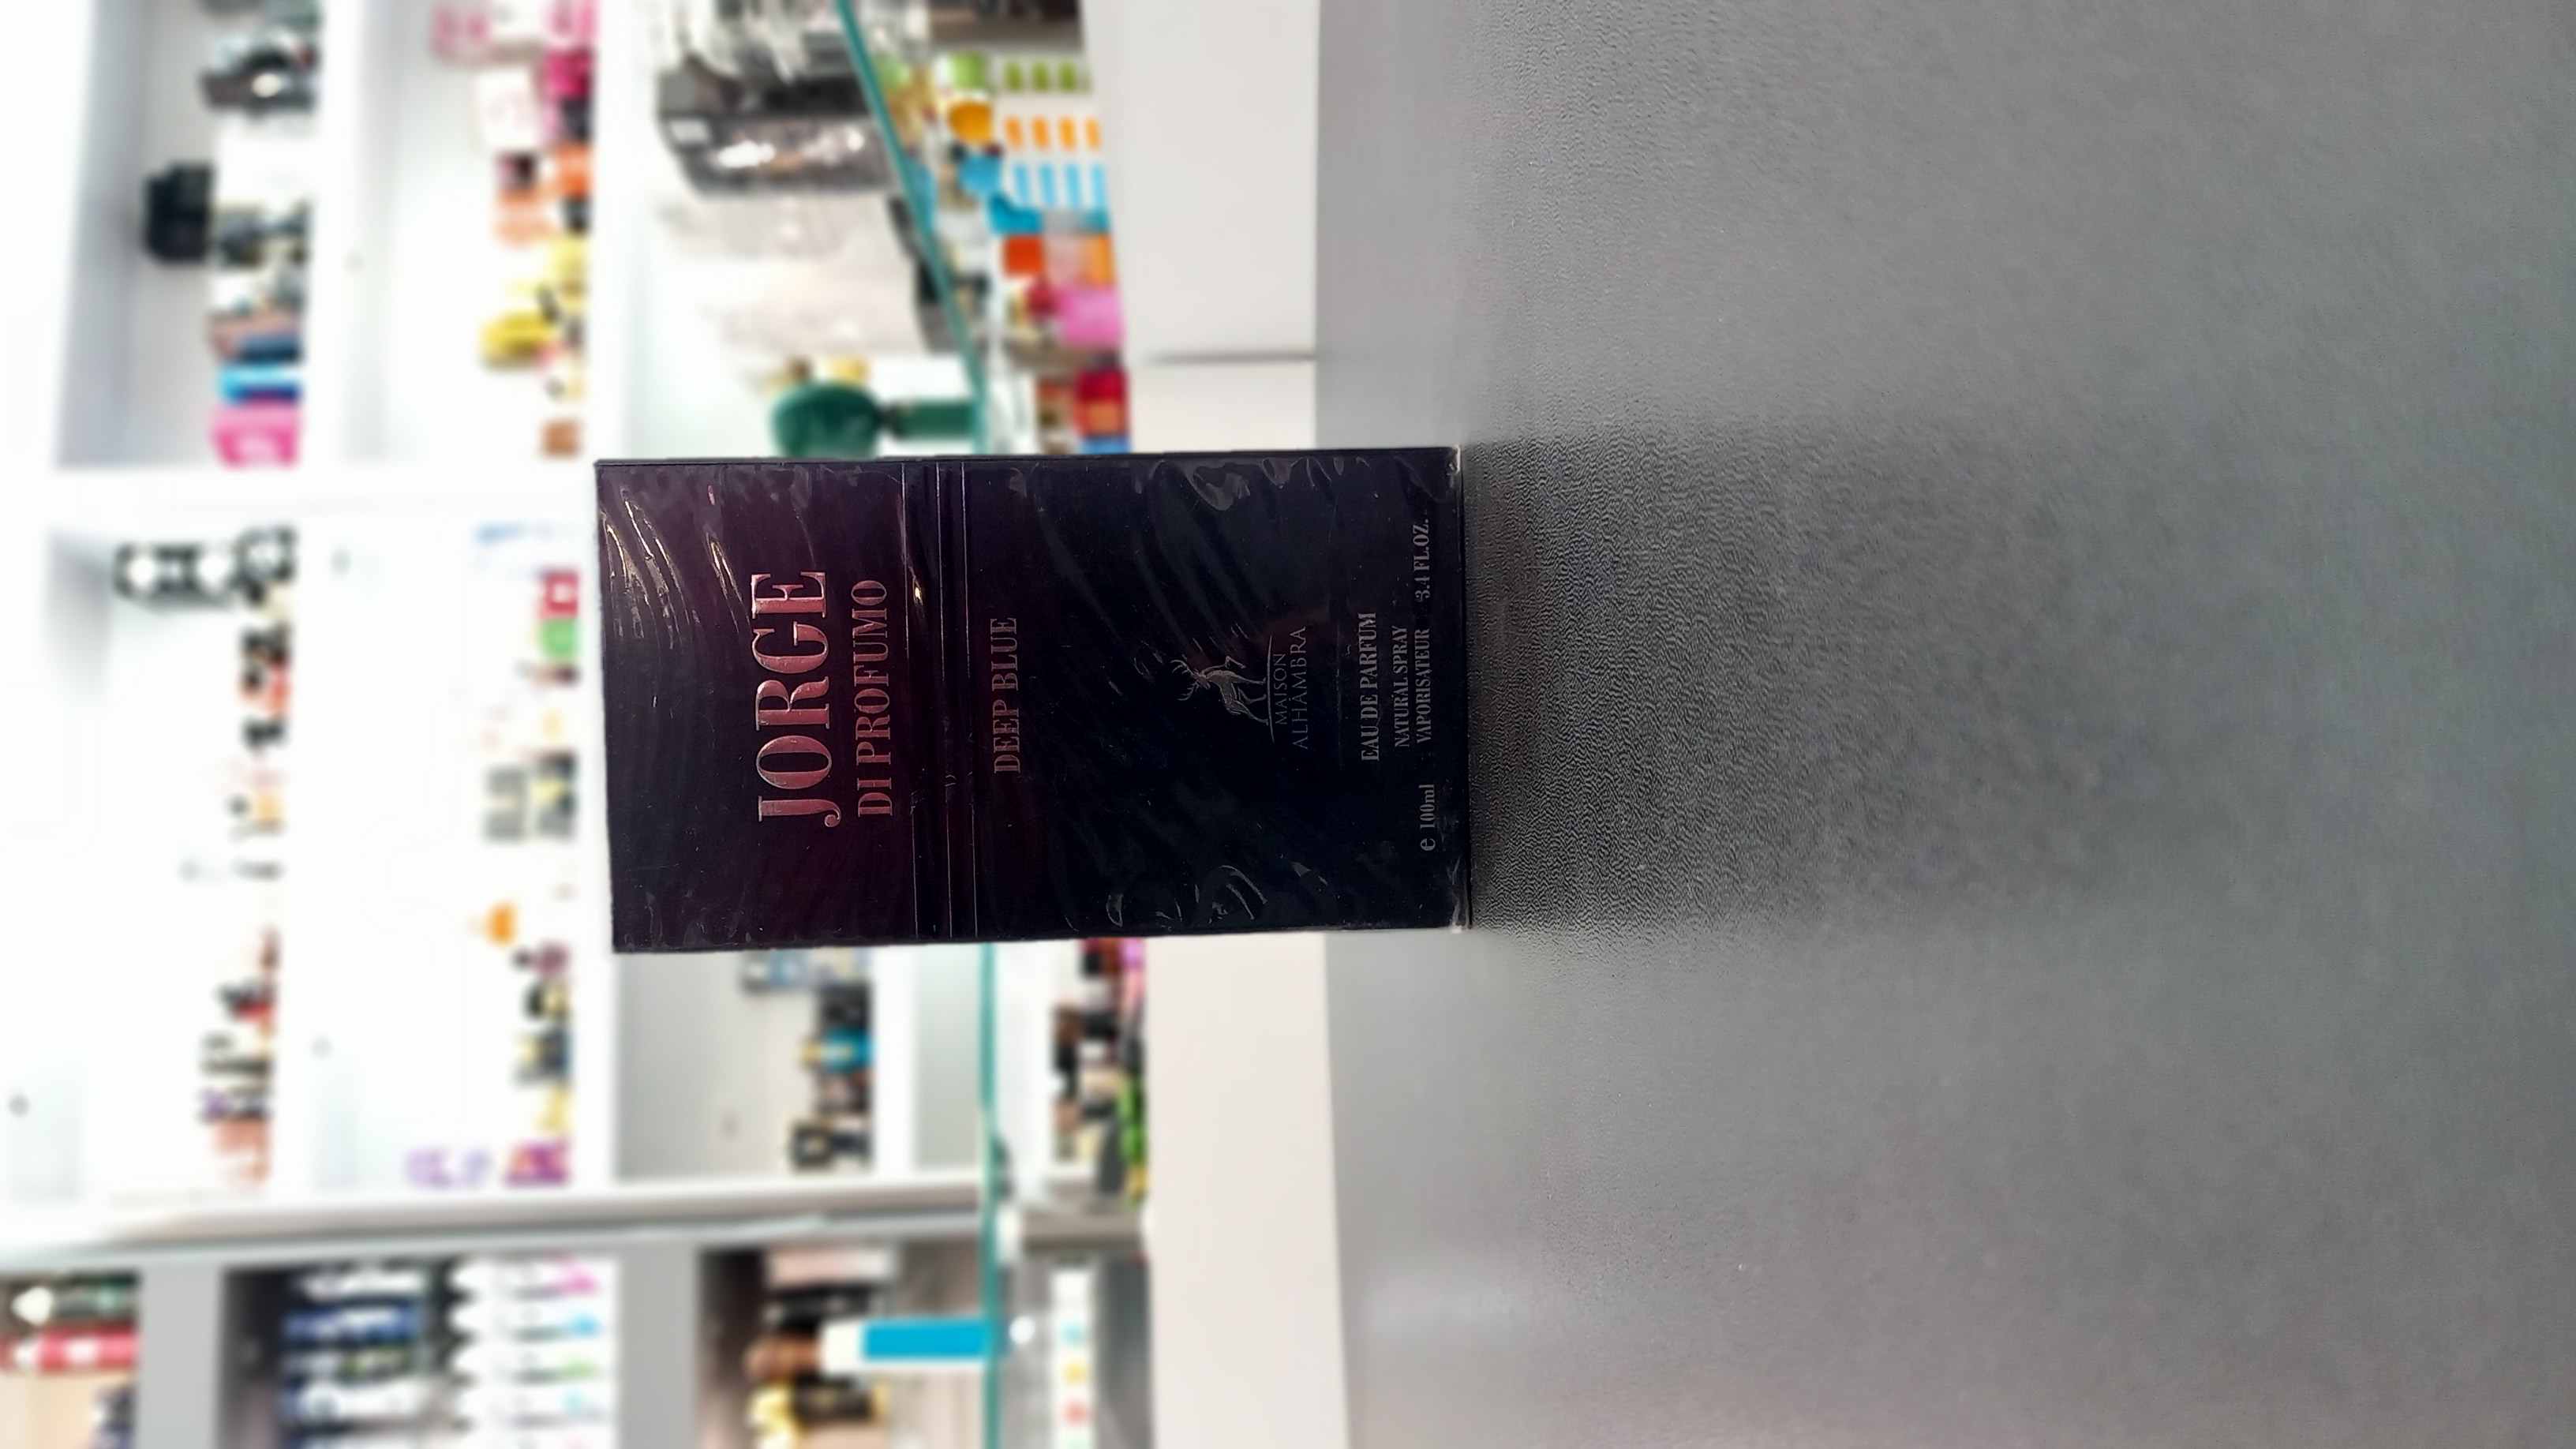 JORGE
DI PROFUMO
DEEP BLUE
MAISON
ALHAMBRA
EAU DE PARFUM
NATURAL SPRAY
e 100ml VAPORISATEUR 3.4 FL.OZ.